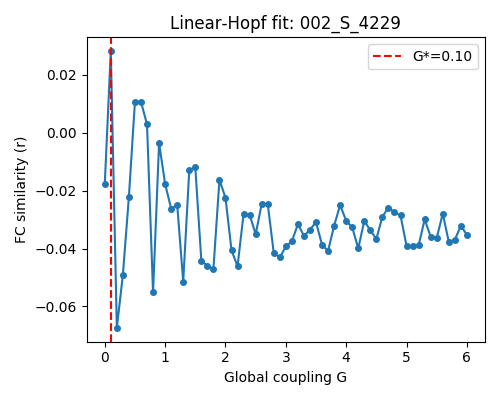 Linear-Hopf fit: 002_S_4229
G*=0.10
FC similarity (r)
0.02
0.00
−0.02
−0.04
−0.06
0 1 2 3 4 5 6
Global coupling G